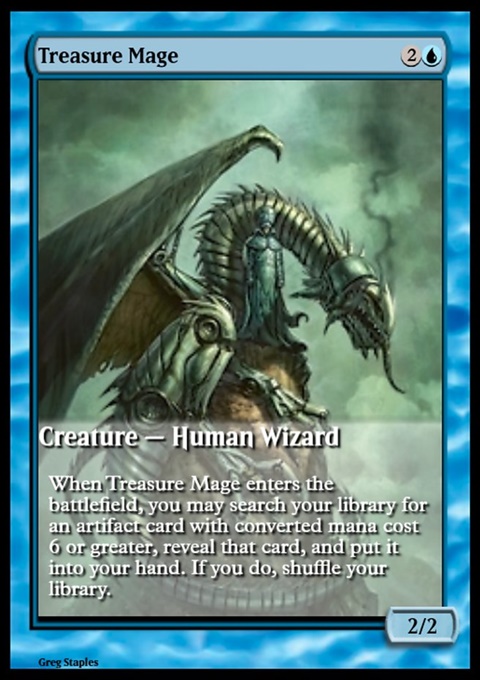 Treasure Mage 2
Creature — Human Wizard
When Treasure Mage enters the
battlefield, you may search your library for
an artifact card with converted mana cost
6 or greater, reveal that card, and put it
into your hand. If you do, shuffle your
library.
2/2
Greg Staples